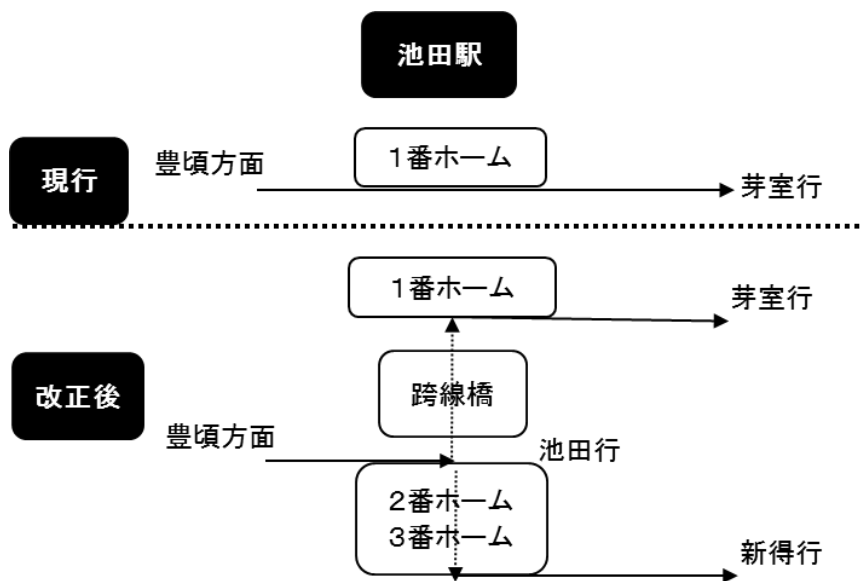 池田駅
現行
豊頃方面
1番ホーム
芽室行
1番ホーム
芽室行
改正後
跨線橋
豊頃方面
池田行
2番ホーム
3番ホーム
新得行